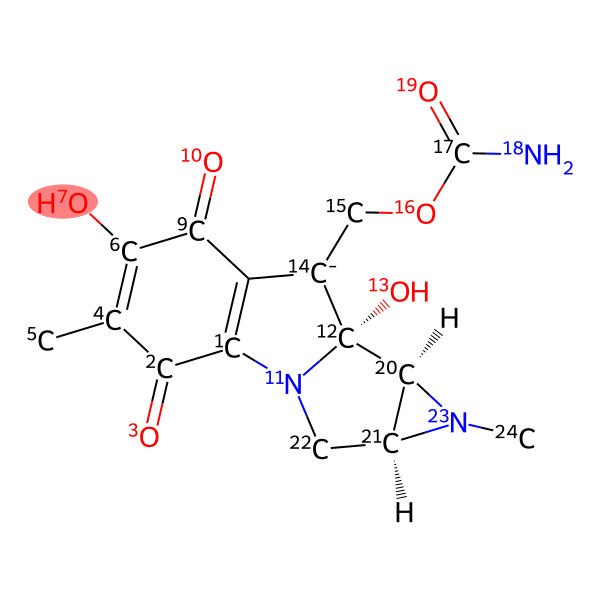 ¹⁹O
¹⁷C
¹⁸NH₂
¹⁰O
H⁷O
¹⁵C
¹⁶O
⁶C
⁹C
¹⁴C⁻
¹³OH
H
⁴C
⁵C
¹C
¹²C
²C
²⁰C
¹¹N
³O
²³N
²⁴C
²²C
²¹C
H